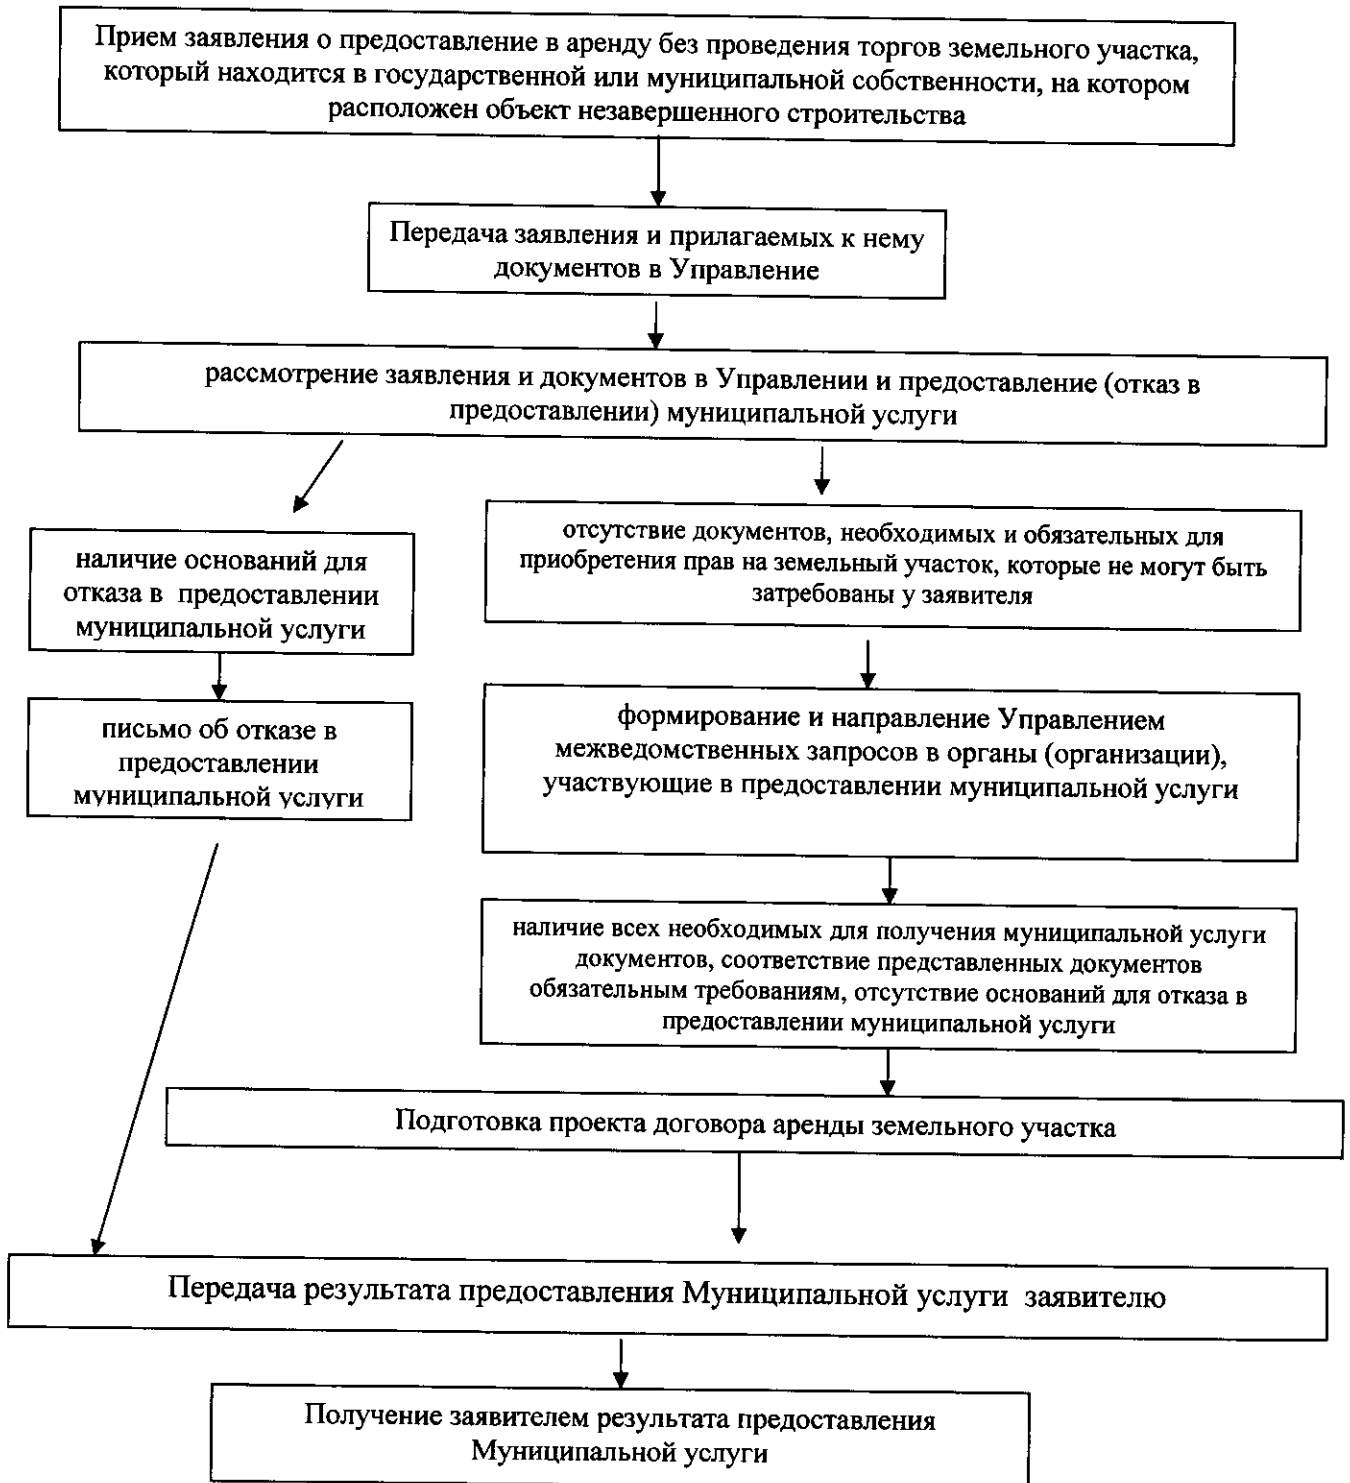 Прием заявления о предоставление в аренду без проведения торгов земельного участка,
который находится в государственной или муниципальной собственности, на котором
расположен объект незавершенного строительства
Передача заявления и прилагаемых к нему
документов в Управление
рассмотрение заявления и документов в Управлении и предоставление (отказ в
предоставлении) муниципальной услуги
наличие оснований для
отказа в предоставлении
муниципальной услуги
письмо об отказе в
предоставлении
муниципальной услуги
отсутствие документов, необходимых и обязательных для
приобретения прав на земельный участок, которые не могут быть
затребованы у заявителя
формирование и направление Управлением
межведомственных запросов в органы (организации),
участвующие в предоставлении муниципальной услуги
наличие всех необходимых для получения муниципальной услуги
документов, соответствие представленных документов
обязательным требованиям, отсутствие оснований для отказа в
предоставлении муниципальной услуги
Подготовка проекта договора аренды земельного участка
Передача результата предоставления Муниципальной услуги заявителю
Получение заявителем результата предоставления
Муниципальной услуги